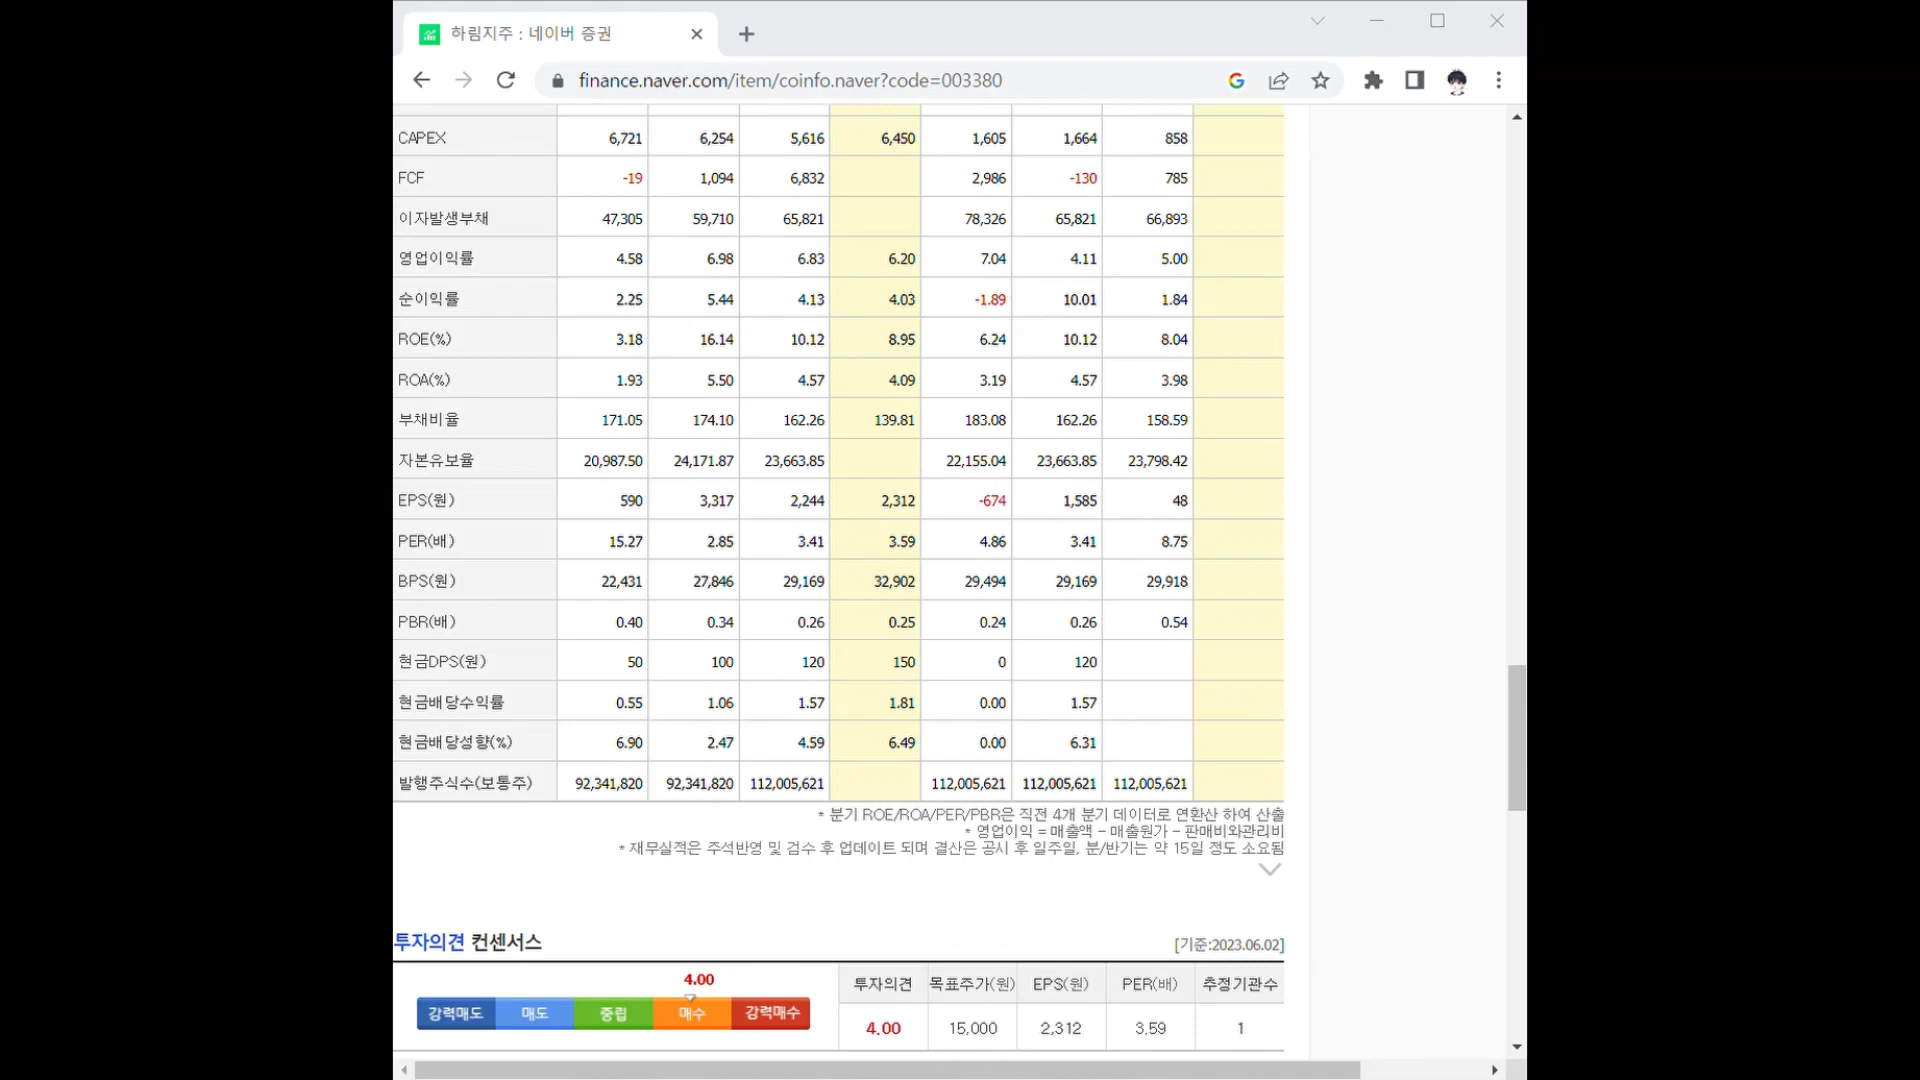 하림지주 : 네이버 증권
finance.naver.com/item/coinfo.naver?code=003380
CAPEX 6,721 6,254 5,616 6,450 1,605 1,664 858
FCF -19 1,094 6,832 2,986 -130 785
이자발생부채 47,305 59,710 65,821 78,326 65,821 66,893
영업이익률 4.58 6.98 6.83 6.20 7.04 4.11 5.00
순이익률 2.25 5.44 4.13 4.03 -1.89 10.01 1.84
ROE(%) 3.18 16.14 10.12 8.95 6.24 10.12 8.04
ROA(%) 1.93 5.50 4.57 4.09 3.19 4.57 3.98
부채비율 171.05 174.10 162.26 139.81 183.08 162.26 158.59
자본유보율 20,987.50 24,171.87 23,663.85 22,155.04 23,663.85 23,798.42
EPS(원) 590 3,317 2,244 2,312 -674 1,585 48
PER(배) 15.27 2.85 3.41 3.59 4.86 3.41 8.75
BPS(원) 22,431 27,846 29,169 32,902 29,494 29,169 29,918
PBR(배) 0.40 0.34 0.26 0.25 0.24 0.26 0.54
현금DPS(원) 50 100 120 150 0 120
현금배당수익률 0.55 1.06 1.57 1.81 0.00 1.57
현금배당성향(%) 6.90 2.47 4.59 6.49 0.00 6.31
발행주식수(보통주) 92,341,820 92,341,820 112,005,621 112,005,621 112,005,621 112,005,621
* 분기 ROE/ROA/PER/PBR은 직전 4개 분기 데이터로 연환산 하여 산출
* 영업이익 = 매출액 - 매출원가 - 판매비와관리비
* 재무실적은 주석반영 및 검수 후 업데이트 되며 결산은 공시 후 일주일, 분/반기는 약 15일 정도 소요됨
투자의견 컨센서스 [기준:2023.06.02]
4.00
강력매도 매도 중립 매수 강력매수
투자의견 목표주가(원) EPS(원) PER(배) 추정기관수
4.00 15,000 2,312 3.59 1